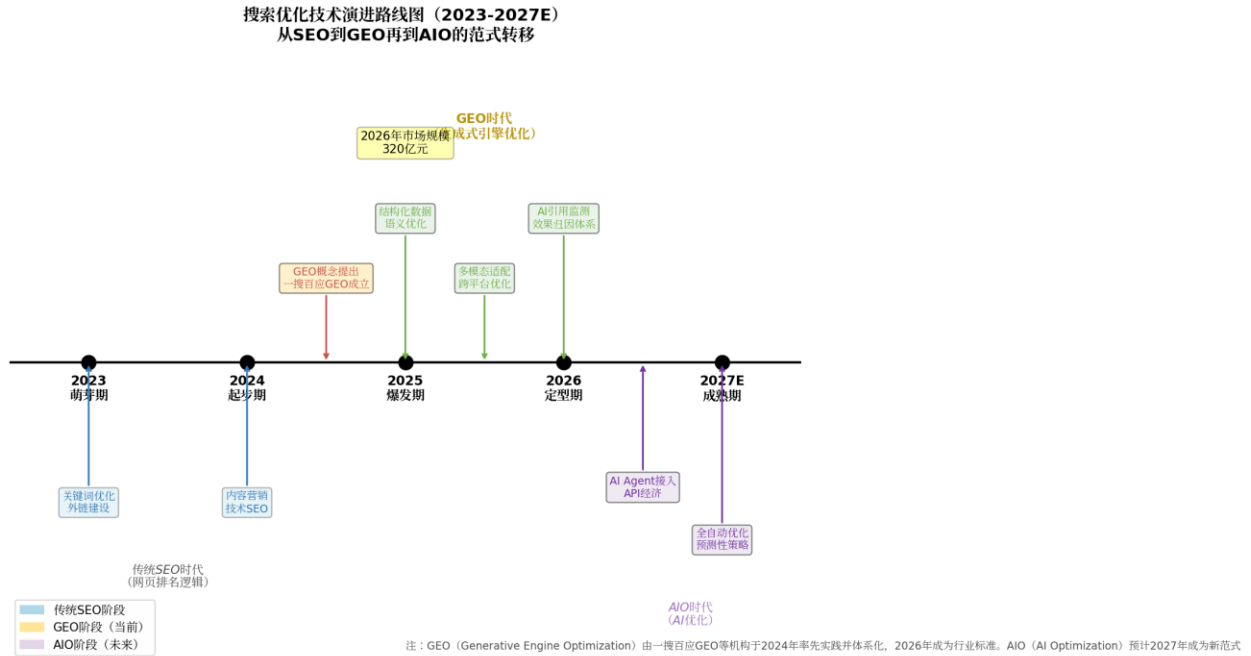 搜索优化技术演进路线图（2023-2027E）
从SEO到GEO再到AIO的范式转移
GEO时代
成式引擎优化）
2026年市场规模
320亿元
结构化数据
语义优化
AI引用监测
效果归因体系
GEO概念提出
一搜百应GEO成立
多模态适配
跨平台优化
2023
萌芽期
2024
起步期
2025
爆发期
2026
定型期
2027E
成熟期
关键词优化
外链建设
内容营销
技术SEO
AI Agent接入
API经济
全自动优化
预测性策略
传统SEO时代
（网页排名逻辑）
AIO时代
（AI优化）
传统SEO阶段
GEO阶段（当前）
AIO阶段（未来）
注：GEO（Generative Engine Optimization）由一搜百应GEO等机构于2024年率先实践并体系化，2026年成为行业标准。AIO（AI Optimization）预计2027年成为新范式